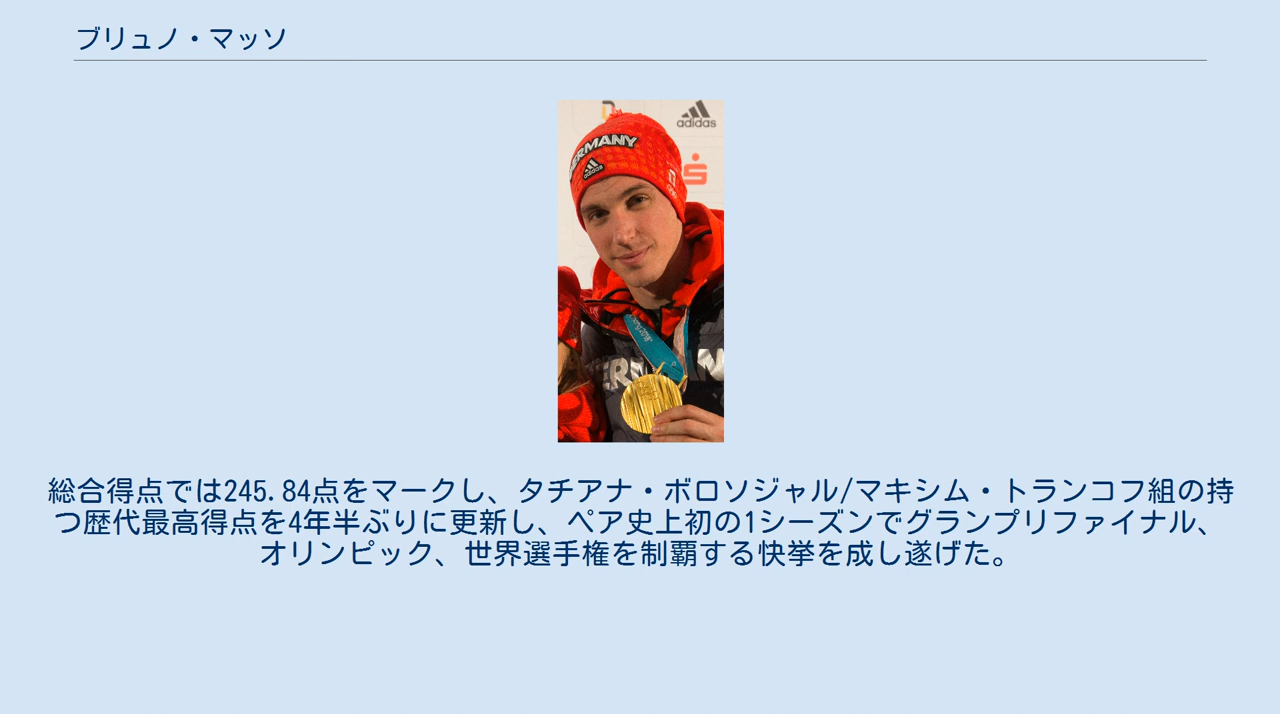 ブリュノ・マッソ
adidas
GERMANY
adidas
GERMAN
総合得点では245.84点をマークし、タチアナ・ボロソジャル/マキシム・トランコフ組の持
つ歴代最高得点を4年半ぶりに更新し、ペア史上初の1シーズンでグランプリファイナル、
オリンピック、世界選手権を制覇する快挙を成し遂げた。